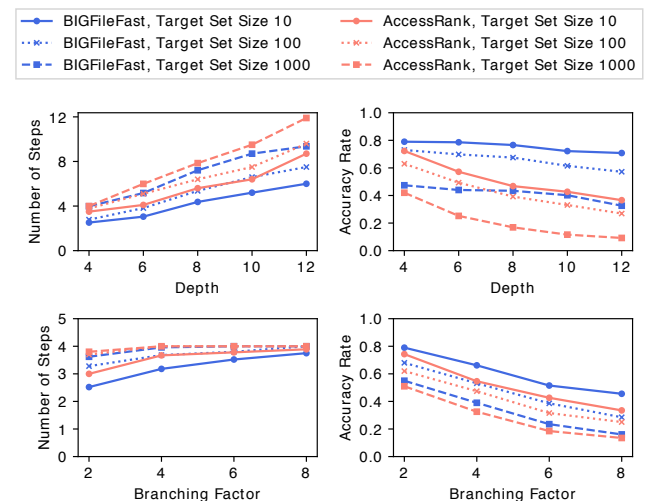 BIGFileFast, Target Set Size 10
AccessRank, Target Set Size 10
BIGFileFast, Target Set Size 100
AccessRank, Target Set Size 100
BIGFileFast, Target Set Size 1000
AccessRank, Target Set Size 1000
Number of Steps
12
8
4
0
4 6 8 10 12
Depth
Accuracy Rate
1.0
0.8
0.6
0.4
0.2
0.0
4 6 8 10 12
Depth
Number of Steps
5
4
3
2
1
0
2 4 6 8
Branching Factor
Accuracy Rate
1.0
0.8
0.6
0.4
0.2
0.0
2 4 6 8
Branching Factor